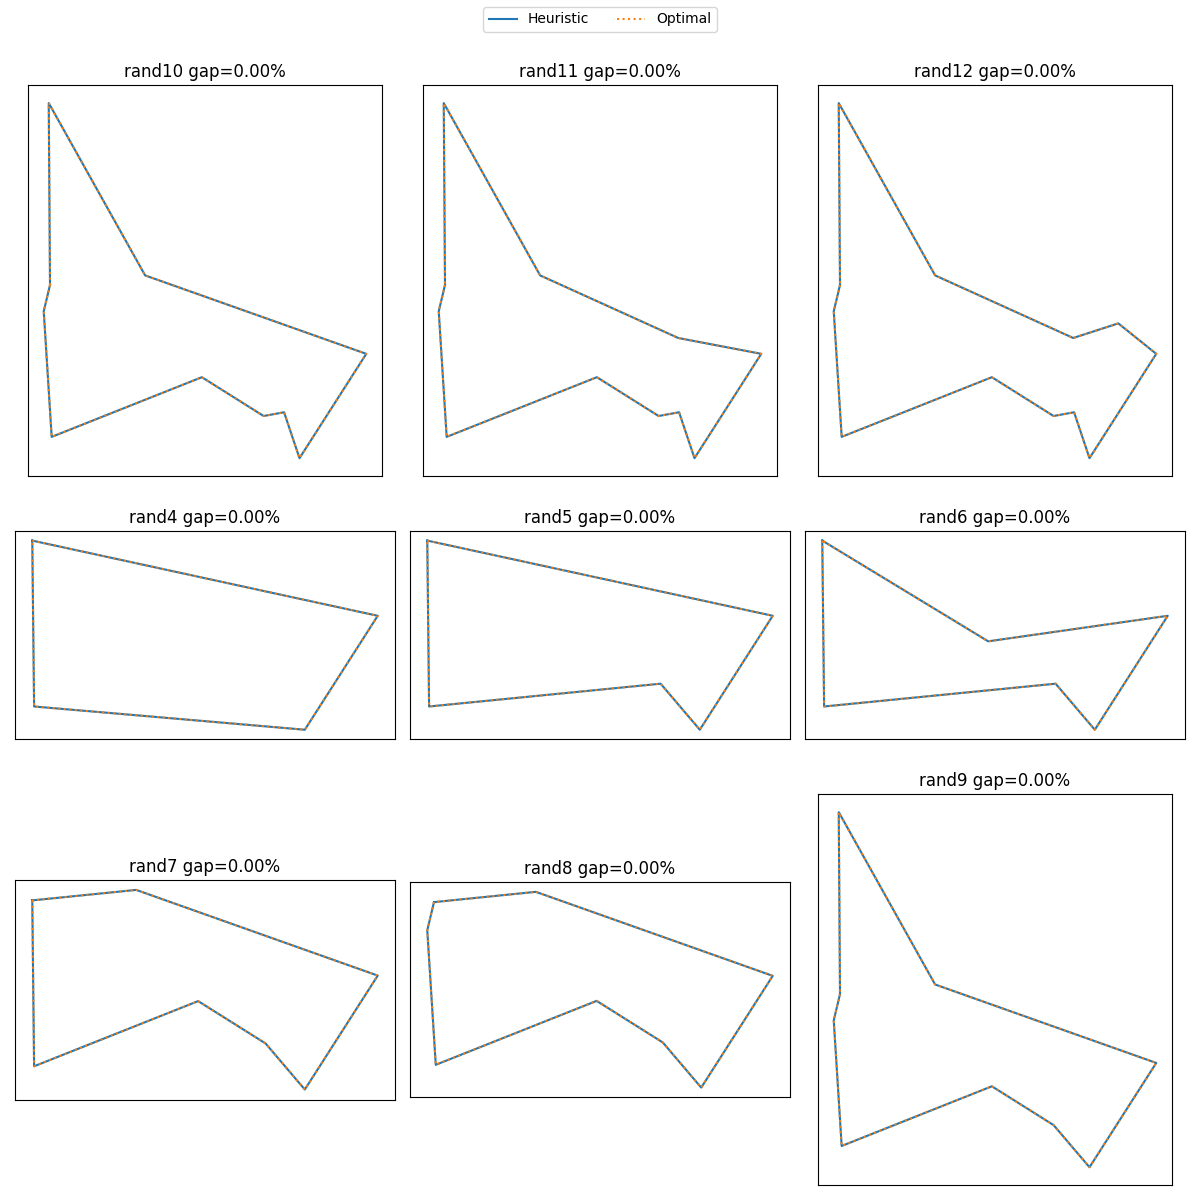 Heuristic Optimal
rand10 gap=0.00%
rand11 gap=0.00%
rand12 gap=0.00%
rand4 gap=0.00%
rand5 gap=0.00%
rand6 gap=0.00%
rand7 gap=0.00%
rand8 gap=0.00%
rand9 gap=0.00%